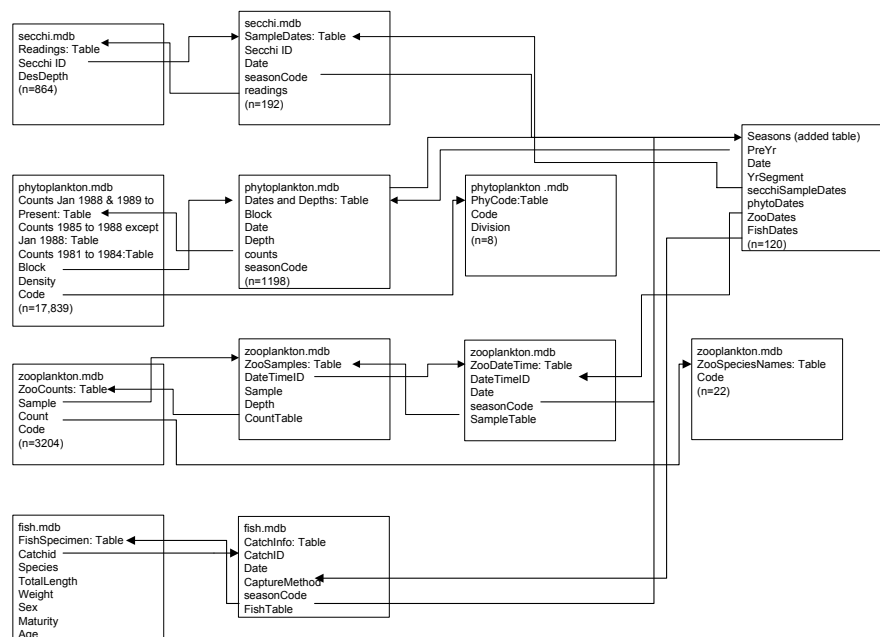 secchi.mdb
Readings: Table
Secchi ID
DesDepth
(n=864)
secchi.mdb
SampleDates: Table
Secchi ID
Date
seasonCode
readings
(n=192)
Seasons (added table)
PreYr
Date
YrSegment
secchiSampleDates
phytoDates
ZooDates
FishDates
(n=120)
phytoplankton.mdb
Counts Jan 1988 & 1989 to
Present: Table
Counts 1985 to 1988 except
Jan 1988: Table
Counts 1981 to 1984:Table
Block
Density
Code
(n=17,839)
phytoplankton.mdb
Dates and Depths: Table
Block
Date
Depth
counts
seasonCode
(n=1198)
phytoplankton .mdb
PhyCode:Table
Code
Division
(n=8)
zooplankton.mdb
ZooCounts: Table
Sample
Count
Code
(n=3204)
zooplankton.mdb
ZooSamples: Table
DateTimeID
Sample
Depth
CountTable
zooplankton.mdb
ZooDateTime: Table
DateTimeID
Date
seasonCode
SampleTable
zooplankton.mdb
ZooSpeciesNames: Table
Code
(n=22)
fish.mdb
FishSpecimen: Table
Catchid
Species
TotalLength
Weight
Sex
Maturity
Age
fish.mdb
CatchInfo: Table
CatchID
Date
CaptureMethod
seasonCode
FishTable